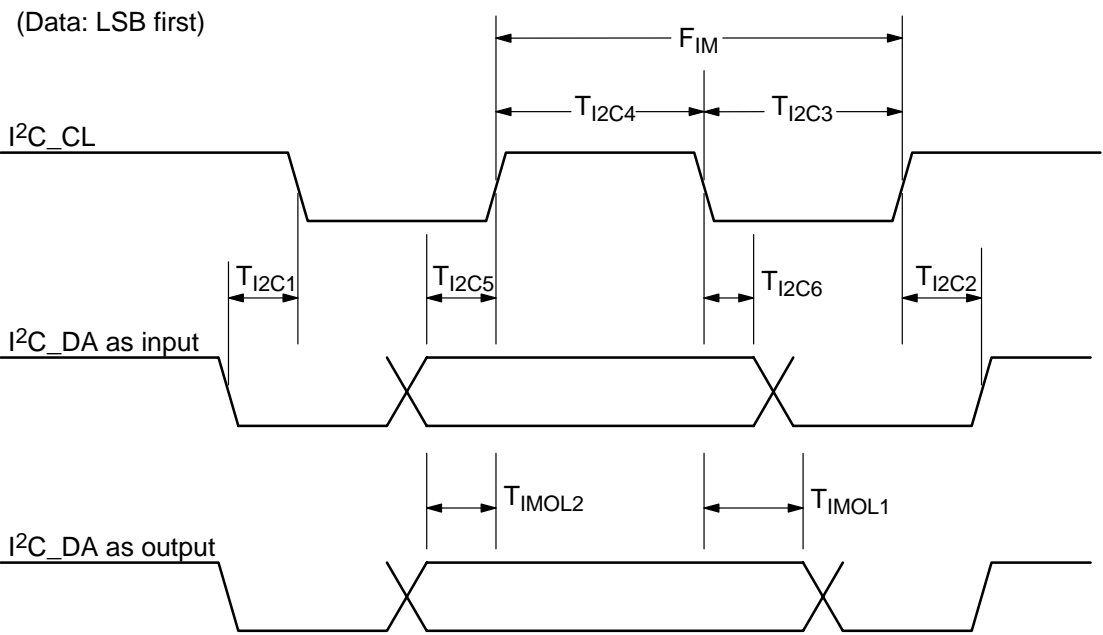 (Data: LSB first)
F_IM
T_I2C4
T_I2C3
I²C_CL
T_I2C1
T_I2C5
T_I2C6
T_I2C2
I²C_DA as input
T_IMOL2
T_IMOL1
I²C_DA as output